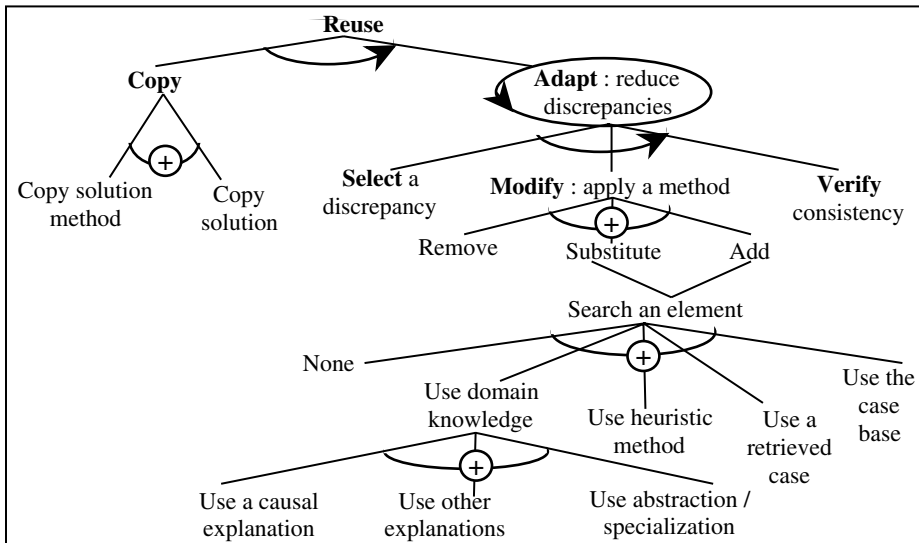 Reuse
Copy
Adapt : reduce
discrepancies
+
Copy solution
method
Copy
solution
Select a
discrepancy
Modify : apply a method
Verify
consistency
+
Remove
Substitute
Add
Search an element
None
+
Use domain
knowledge
Use heuristic
method
Use a
retrieved
case
Use the
case
base
+
Use a causal
explanation
Use other
explanations
Use abstraction /
specialization